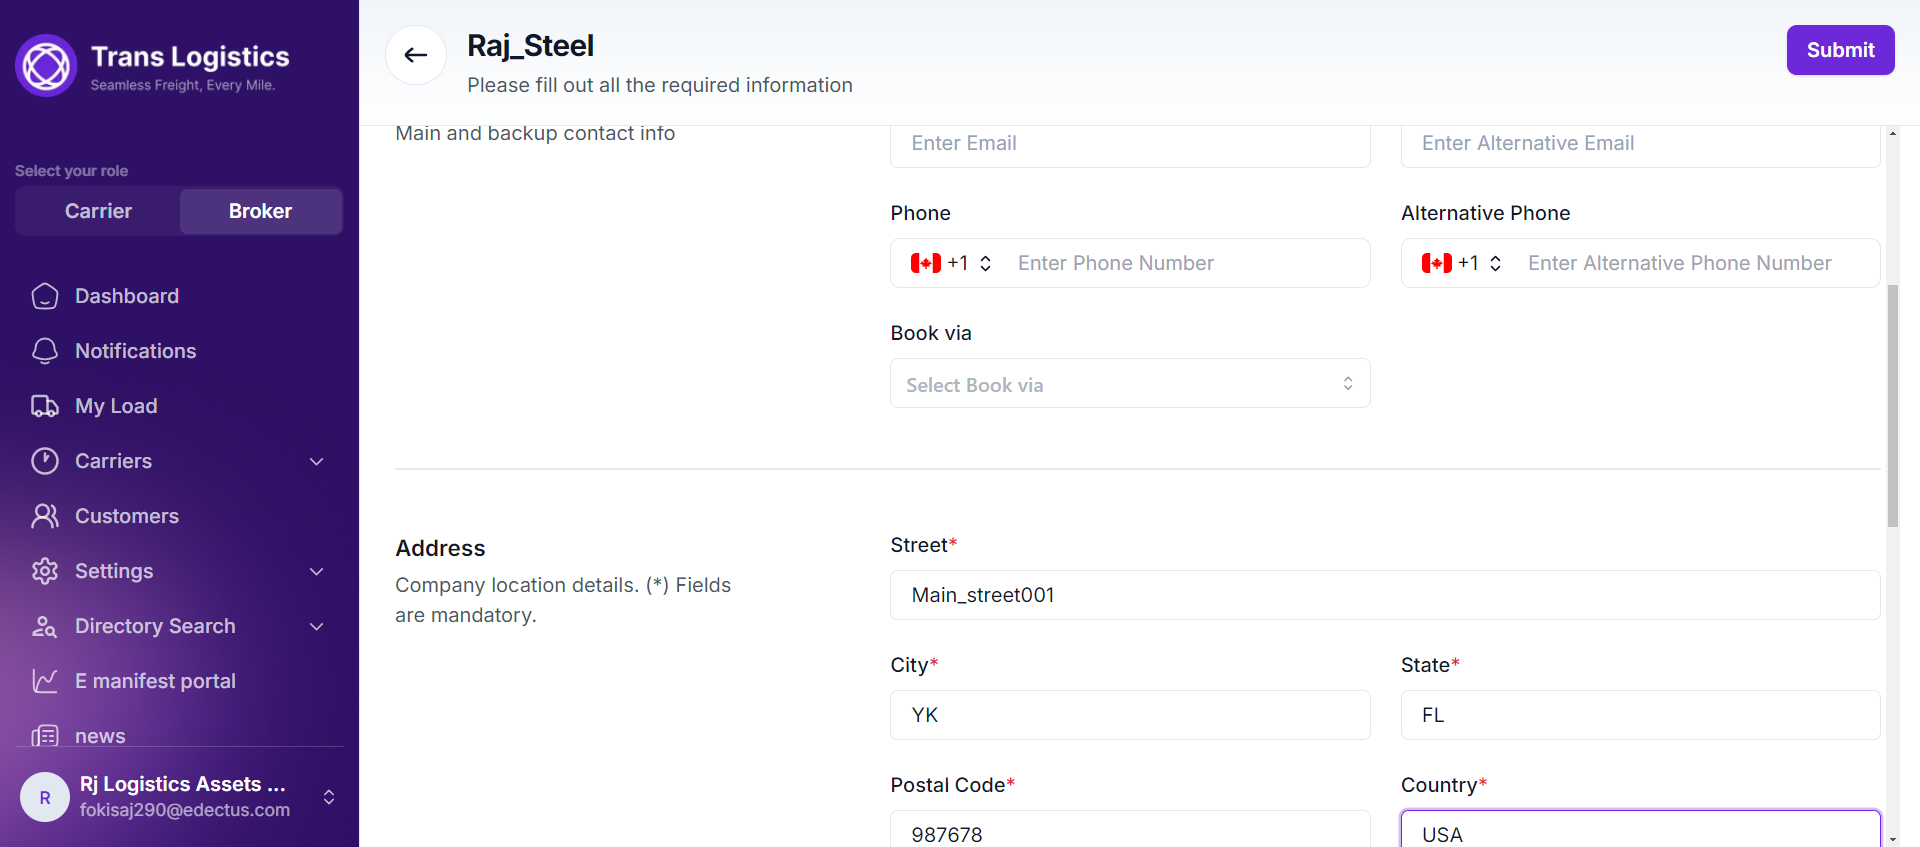 Trans Logistics
Seamless Freight, Every Mile.
Select your role
Carrier
Broker
Dashboard
Notifications
My Load
Carriers
Customers
Settings
Directory Search
E manifest portal
news
R
Rj Logistics Assets ...
fokisaj290@edectus.com
Raj_Steel
Please fill out all the required information
Submit
Main and backup contact info
Enter Email
Enter Alternative Email
Phone
Alternative Phone
+1
Enter Phone Number
+1
Enter Alternative Phone Number
Book via
Select Book via
Address
Company location details. (*) Fields
are mandatory.
Street*
Main_street001
City*
State*
YK
FL
Postal Code*
Country*
987678
USA